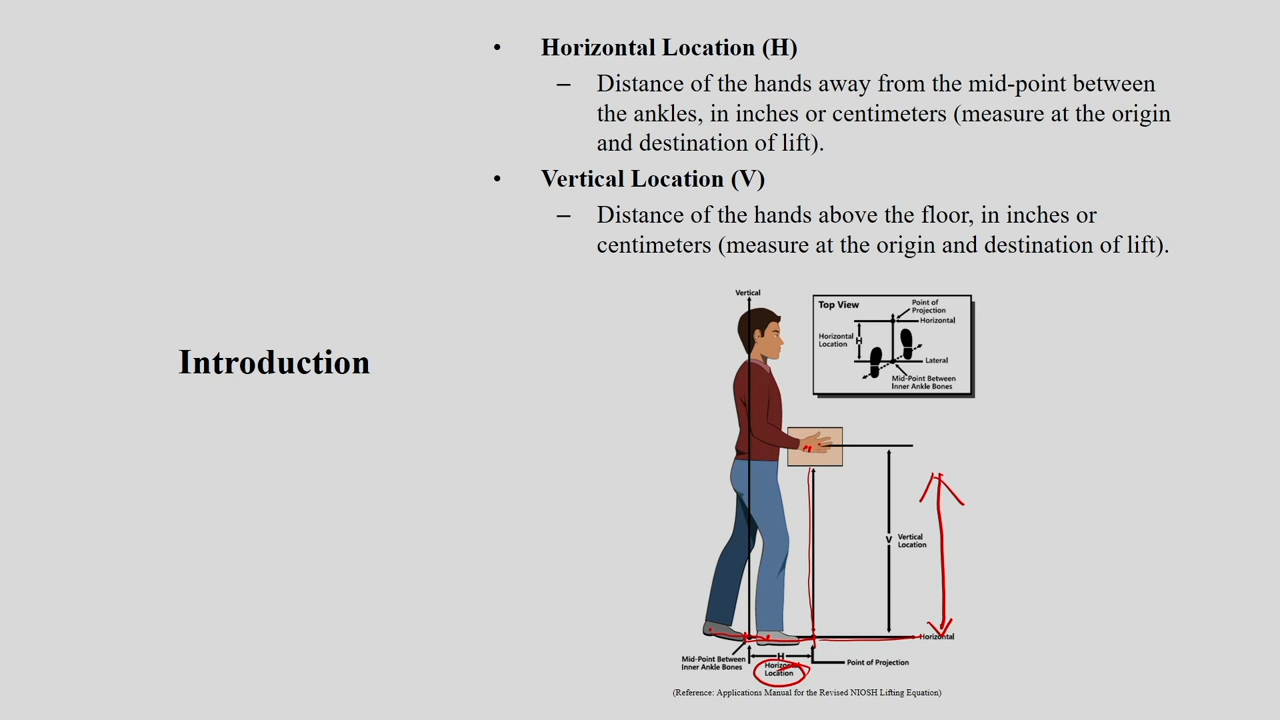 • Horizontal Location (H)
– Distance of the hands away from the mid-point between
the ankles, in inches or centimeters (measure at the origin
and destination of lift).
• Vertical Location (V)
– Distance of the hands above the floor, in inches or
centimeters (measure at the origin and destination of lift).
Introduction
Vertical
Top View
Point of
Projection
Horizontal
Horizontal
Location
H
Lateral
Mid-Point Between
Inner Ankle Bones
V
Vertical
Location
Horizontal
Mid-Point Between
Inner Ankle Bones
H
Horizontal
Location
Point of Projection
(Reference: Applications Manual for the Revised NIOSH Lifting Equation)